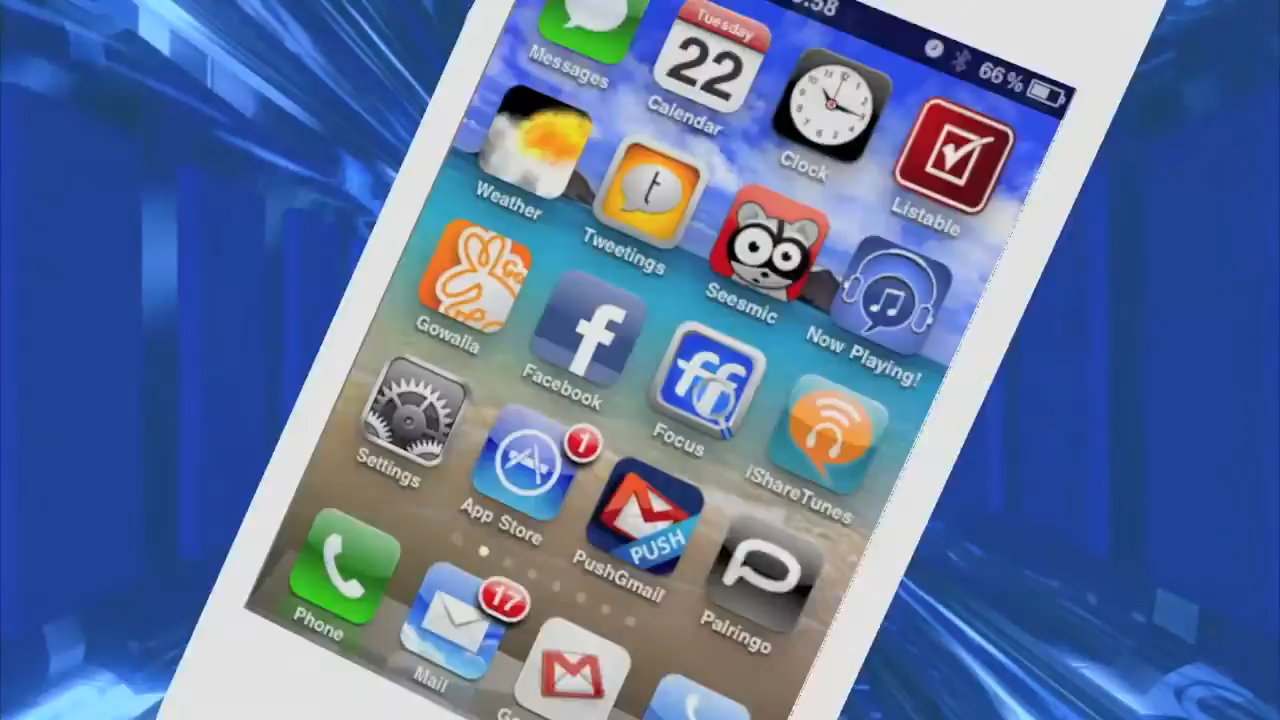 66%
Messages
Tuesday
22
Calendar
Clock
Listable
Weather
t
Tweetings
Seesmic
Now Playing!
Gowalla
f
Facebook
ff
Focus
iShareTunes
Settings
1
App Store
PUSH
PushGmail
Palringo
Phone
17
Mail